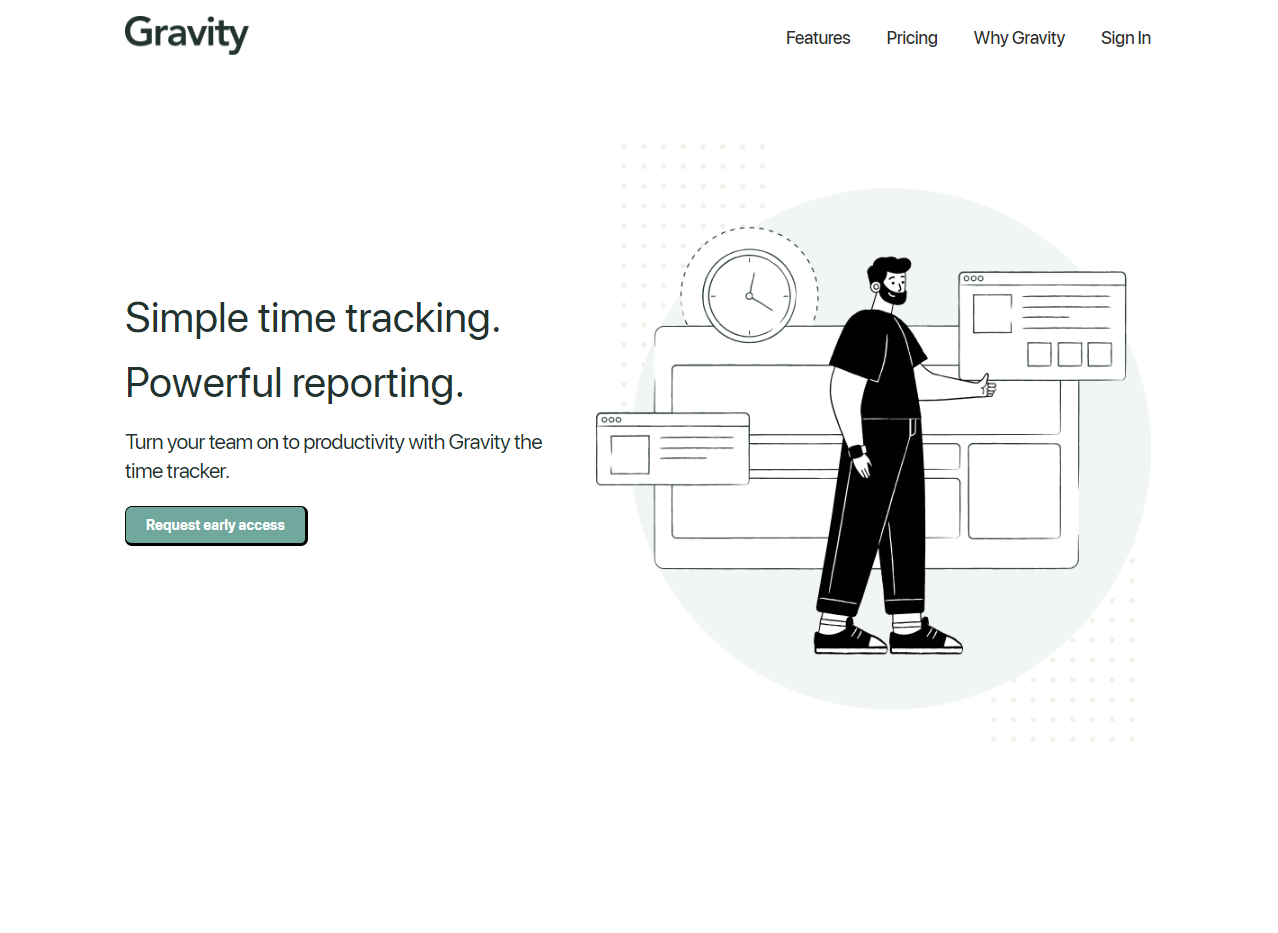 Gravity
Features
Pricing
Why Gravity
Sign In
Simple time tracking.
Powerful reporting.
Turn your team on to productivity with Gravity the
time tracker.
Request early access